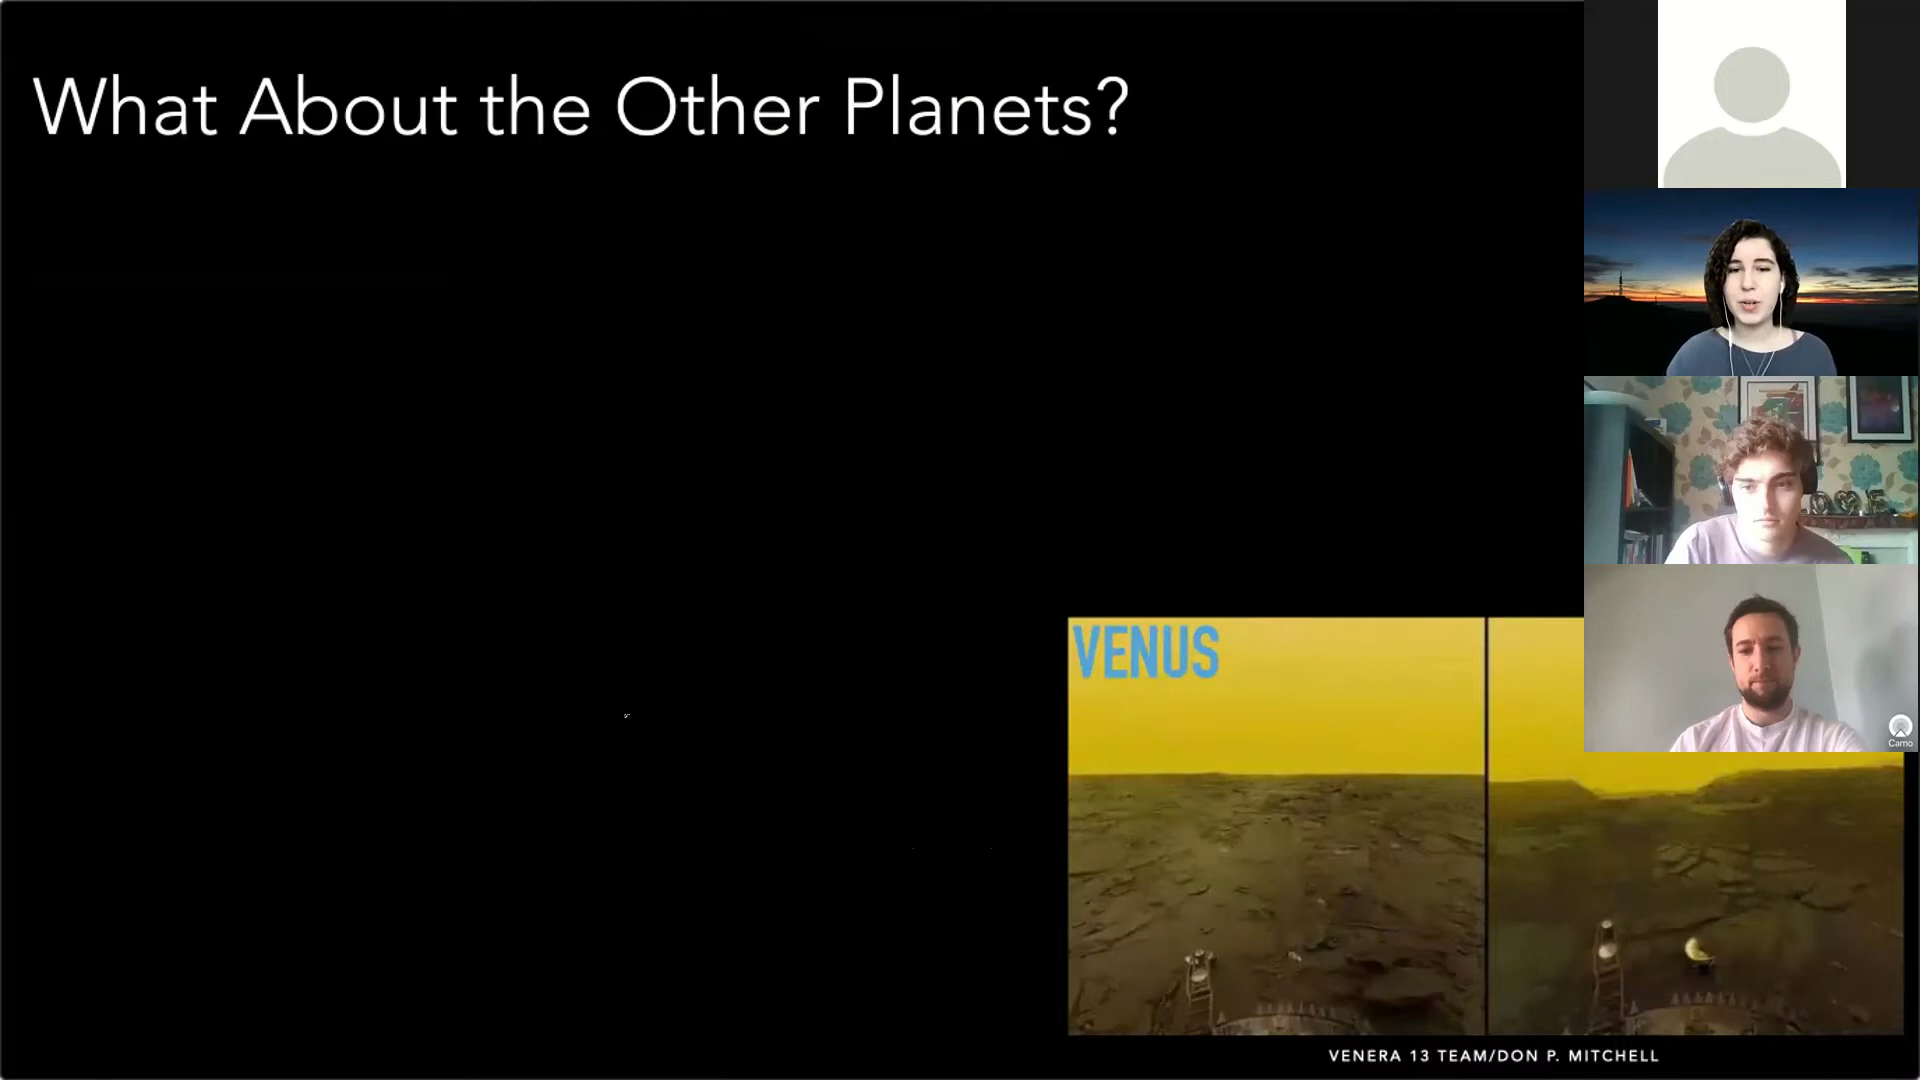 What About the Other Planets?
VENUS
Camo
VENERA 13 TEAM/DON P. MITCHELL